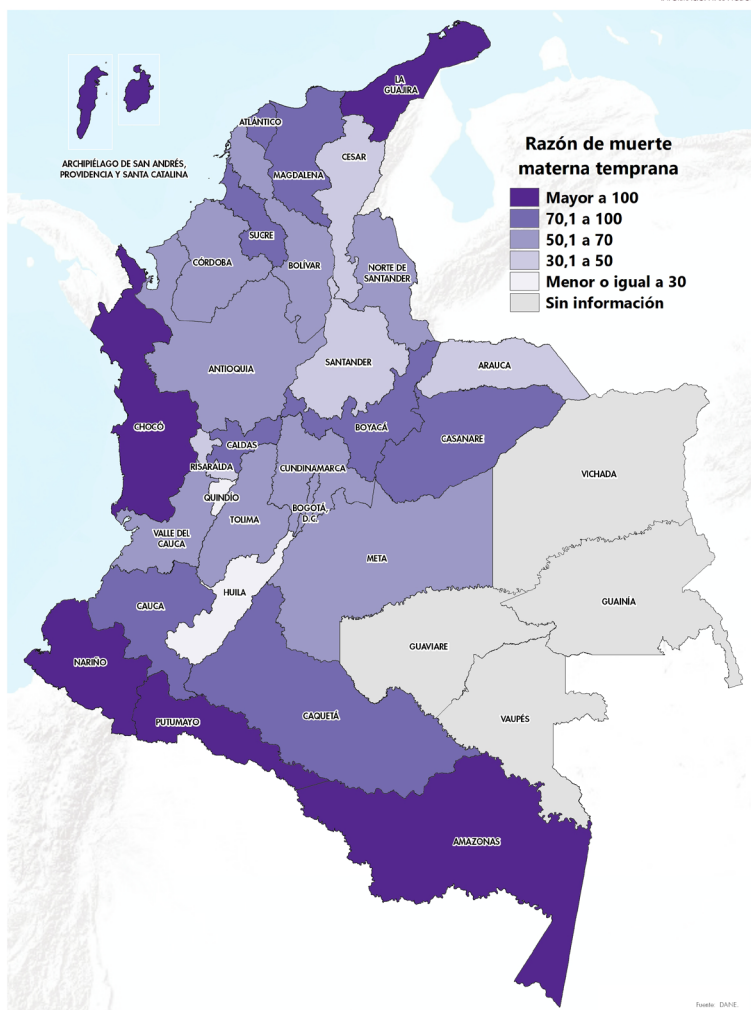 LA
GUAJIRA
ATLÁNTICO
ARCHIPIÉLAGO DE SAN ANDRÉS,
PROVIDENCIA Y SANTA CATALINA
CESAR
MAGDALENA
Razón de muerte
materna temprana
Mayor a 100
70,1 a 100
50,1 a 70
30,1 a 50
Menor o igual a 30
Sin información
SUCRE
CÓRDOBA
BOLÍVAR
NORTE DE
SANTANDER
ANTIOQUIA
SANTANDER
ARAUCA
CHOCÓ
BOYACÁ
CALDAS
CASANARE
RISARALDA
CUNDINAMARCA
VICHADA
QUINDÍO
BOGOTÁ,
D.C.
TOLIMA
VALLE DEL
CAUCA
META
HUILA
CAUCA
GUAINÍA
GUAVIARE
NARIÑO
PUTUMAYO
CAQUETÁ
VAUPÉS
AMAZONAS
Fuente: DANE.